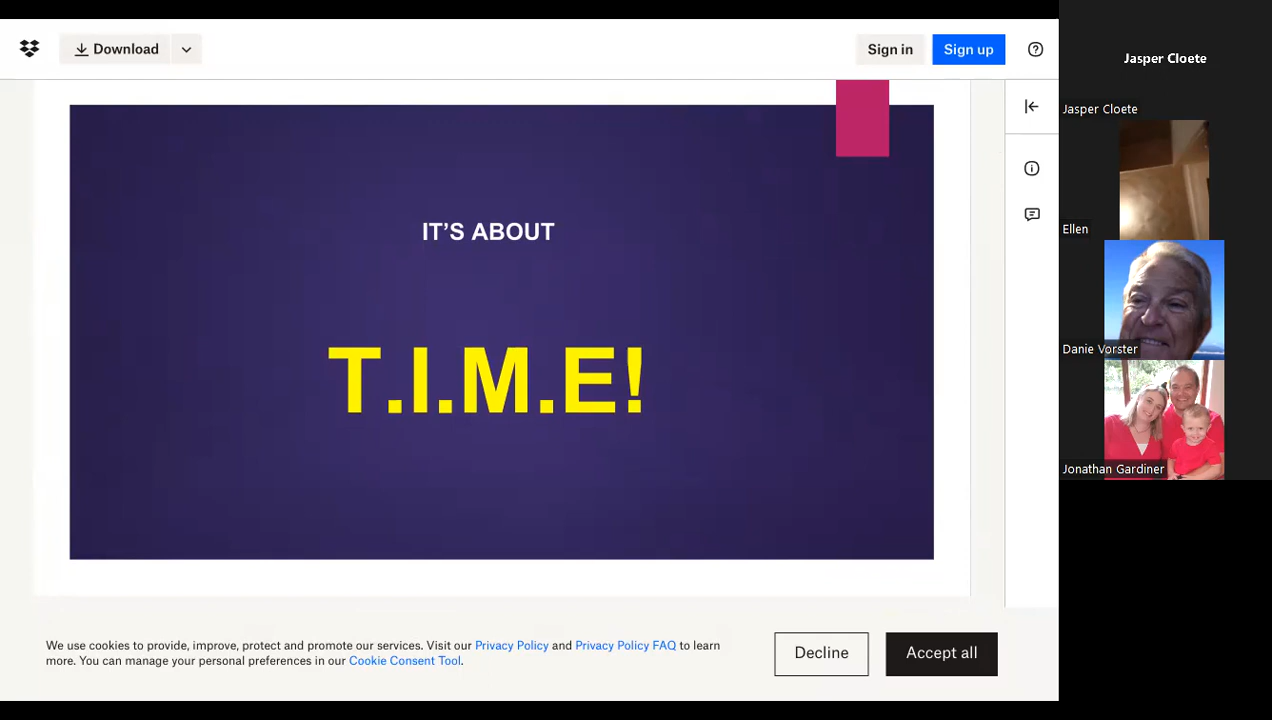 Download
Sign in
Sign up
IT'S ABOUT
T.I.M.E!
We use cookies to provide, improve, protect and promote our services. Visit our Privacy Policy and Privacy Policy FAQ to learn
more. You can manage your personal preferences in our Cookie Consent Tool.
Decline
Accept all
Jasper Cloete
Jasper Cloete
Ellen
Danie Vorster
Jonathan Gardiner